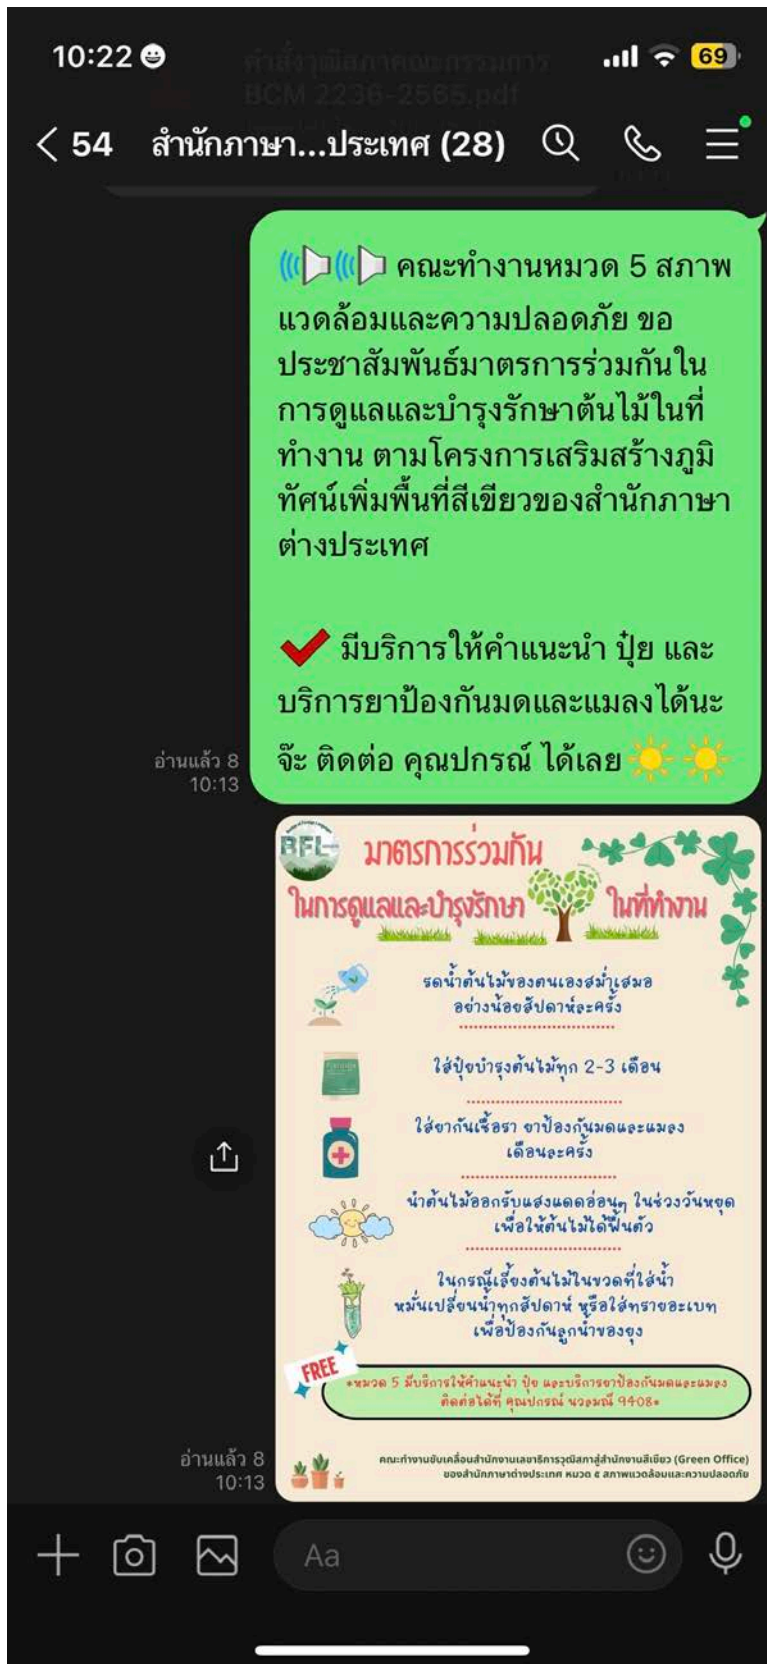 10:22
69
คำสั่งวุฒิสภาคณะกรรมการ
BCM 2236-2565.pdf
54 สำนักภาษา...ประเทศ (28)
คณะทำงานหมวด 5 สภาพ
แวดล้อมและความปลอดภัย ขอ
ประชาสัมพันธ์มาตรการร่วมกันใน
การดูแลและบำรุงรักษาต้นไม้ในที่
ทำงาน ตามโครงการเสริมสร้างภูมิ
ทัศน์เพิ่มพื้นที่สีเขียวของสำนักภาษา
ต่างประเทศ
มีบริการให้คำแนะนำ ปุ๋ย และ
บริการยาป้องกันมดและแมลงได้นะ
จ๊ะ ติดต่อ คุณปกรณ์ ได้เลย
อ่านแล้ว 8
10:13
BFL
มาตรการร่วมกัน
ในการดูแลและบำรุงรักษา ในที่ทำงาน
รดน้ำต้นไม้ของตนเองสม่ำเสมอ
อย่างน้อยสัปดาห์ละครั้ง
ใส่ปุ๋ยบำรุงต้นไม้ทุก 2-3 เดือน
ใส่ยากันเชื้อรา ยาป้องกันมดและแมลง
เดือนละครั้ง
นำต้นไม้ออกรับแสงแดดอ่อนๆ ในช่วงวันหยุด
เพื่อให้ต้นไม้ได้ฟื้นตัว
ในกรณีเลี้ยงต้นไม้ในขวดที่ใส่น้ำ
หมั่นเปลี่ยนน้ำทุกสัปดาห์ หรือใส่ทรายอะเบท
เพื่อป้องกันลูกน้ำของยุง
FREE
*หมวด 5 มีบริการให้คำแนะนำ ปุ๋ย และบริการยาป้องกันมดและแมลง
ติดต่อได้ที่ คุณปกรณ์ นวลมณี 9408*
คณะทำงานขับเคลื่อนสำนักงานเลขาธิการวุฒิสภาสู่สำนักงานสีเขียว (Green Office)
ของสำนักภาษาต่างประเทศ หมวด ๕ สภาพแวดล้อมและความปลอดภัย
อ่านแล้ว 8
10:13
Aa